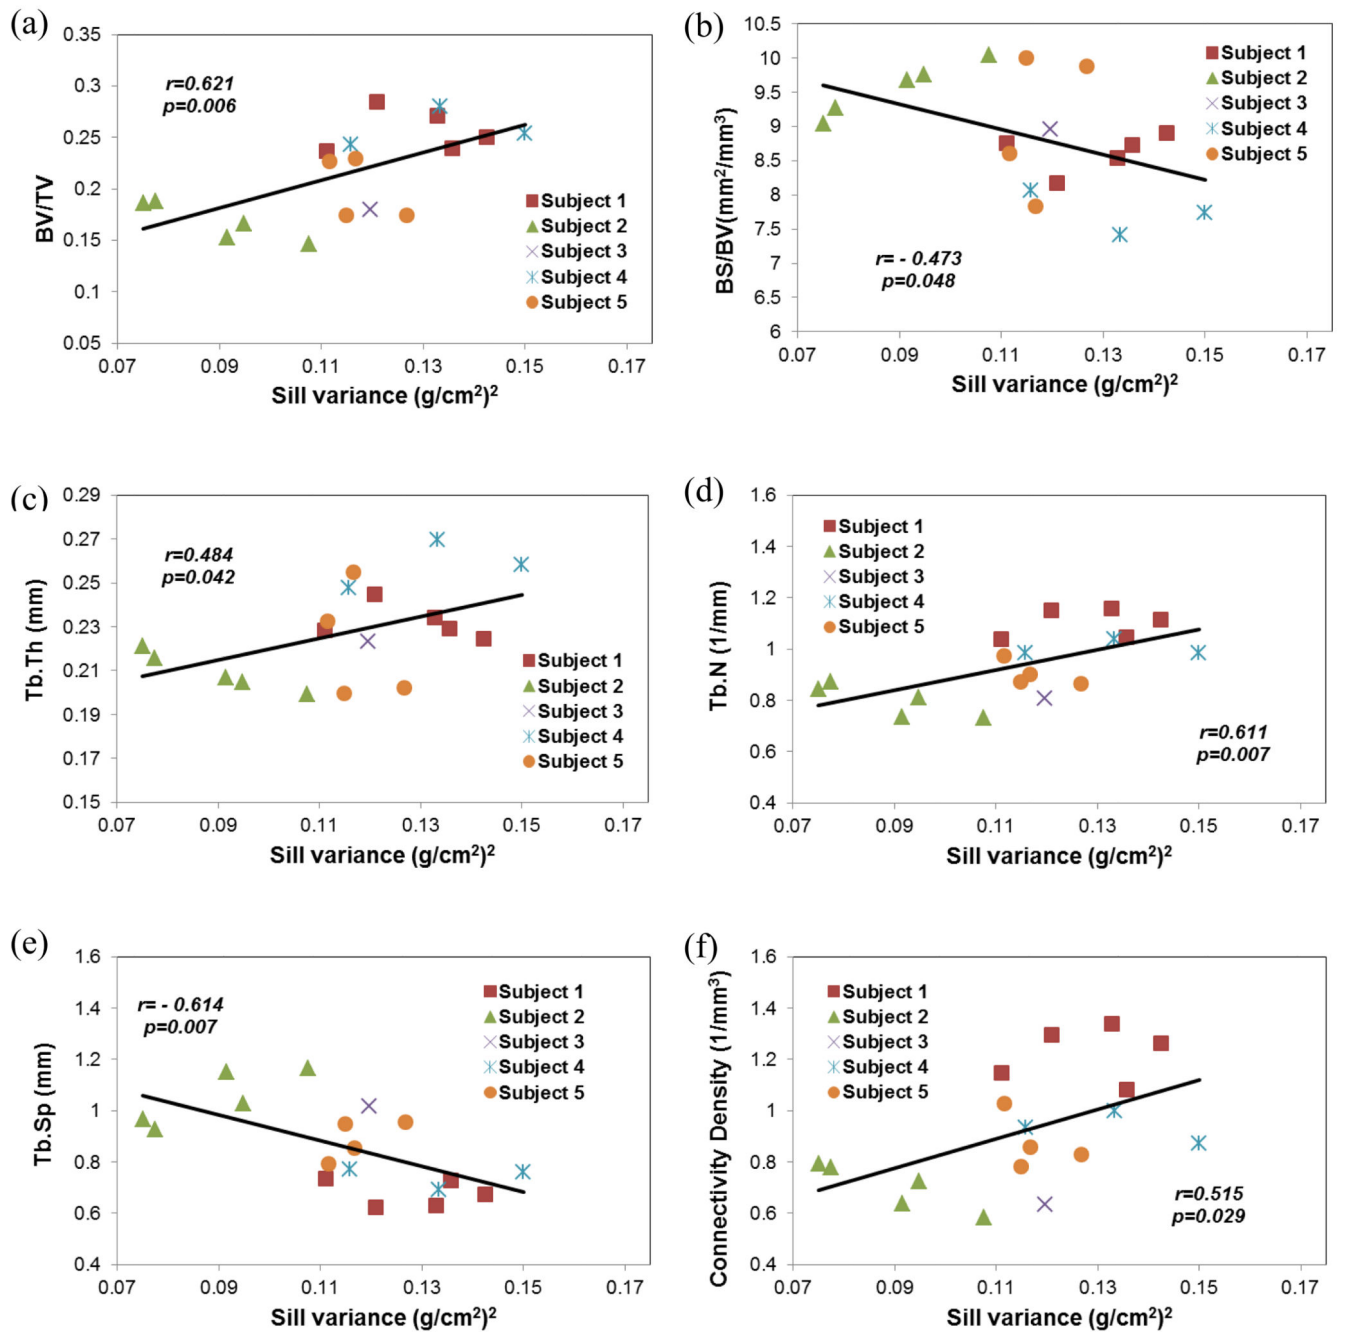 (a)
0.35
0.3
0.25
0.2
0.15
0.1
0.05
BV/TV
r=0.621
p=0.006
Subject 1
Subject 2
Subject 3
Subject 4
Subject 5
0.07 0.09 0.11 0.13 0.15 0.17
Sill variance (g/cm²)²
(b)
10.5
10
9.5
9
8.5
8
7.5
7
6.5
6
BS/BV(mm²/mm³)
Subject 1
Subject 2
Subject 3
Subject 4
Subject 5
r= - 0.473
p=0.048
0.07 0.09 0.11 0.13 0.15 0.17
Sill variance (g/cm²)²
(c)
0.29
0.27
0.25
0.23
0.21
0.19
0.17
0.15
Tb.Th (mm)
r=0.484
p=0.042
Subject 1
Subject 2
Subject 3
Subject 4
Subject 5
0.07 0.09 0.11 0.13 0.15 0.17
Sill variance (g/cm²)²
(d)
1.6
1.4
1.2
1
0.8
0.6
0.4
Tb.N (1/mm)
Subject 1
Subject 2
Subject 3
Subject 4
Subject 5
r=0.611
p=0.007
0.07 0.09 0.11 0.13 0.15 0.17
Sill variance (g/cm²)²
(e)
1.6
1.4
1.2
1
0.8
0.6
0.4
Tb.Sp (mm)
r= - 0.614
p=0.007
Subject 1
Subject 2
Subject 3
Subject 4
Subject 5
0.07 0.09 0.11 0.13 0.15 0.17
Sill variance (g/cm²)²
(f)
1.6
1.4
1.2
1
0.8
0.6
0.4
Connectivity Density (1/mm³)
Subject 1
Subject 2
Subject 3
Subject 4
Subject 5
r=0.515
p=0.029
0.07 0.09 0.11 0.13 0.15 0.17
Sill variance (g/cm²)²